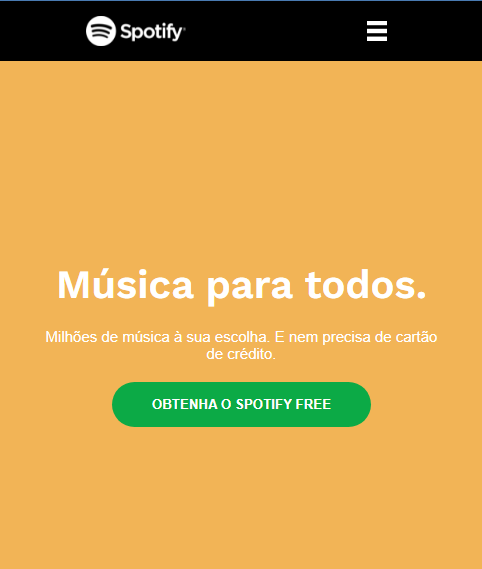 Spotify
Música para todos.
Milhões de música à sua escolha. E nem precisa de cartão
de crédito.
OBTENHA O SPOTIFY FREE